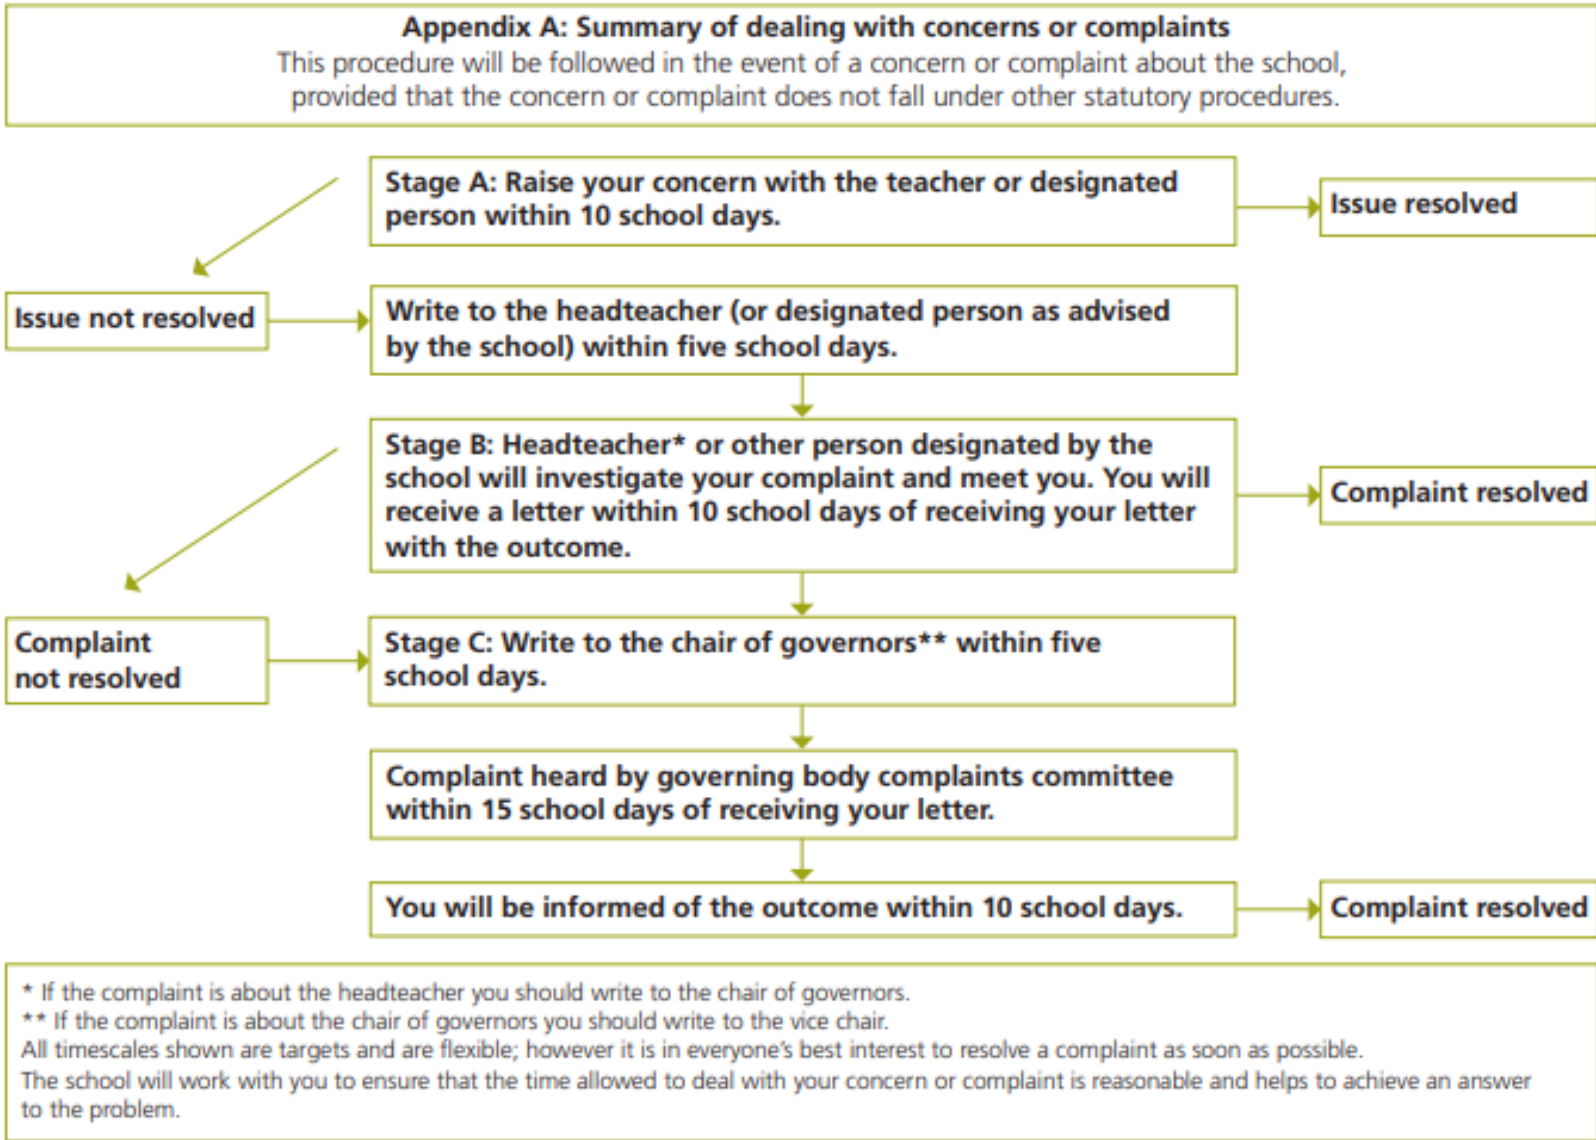 Appendix A: Summary of dealing with concerns or complaints
This procedure will be followed in the event of a concern or complaint about the school,
provided that the concern or complaint does not fall under other statutory procedures.
Stage A: Raise your concern with the teacher or designated
person within 10 school days.
Issue resolved
Issue not resolved
Write to the headteacher (or designated person as advised
by the school) within five school days.
Stage B: Headteacher* or other person designated by the
school will investigate your complaint and meet you. You will
receive a letter within 10 school days of receiving your letter
with the outcome.
Complaint resolved
Complaint
not resolved
Stage C: Write to the chair of governors** within five
school days.
Complaint heard by governing body complaints committee
within 15 school days of receiving your letter.
You will be informed of the outcome within 10 school days.
Complaint resolved
* If the complaint is about the headteacher you should write to the chair of governors.
** If the complaint is about the chair of governors you should write to the vice chair.
All timescales shown are targets and are flexible; however it is in everyone's best interest to resolve a complaint as soon as possible.
The school will work with you to ensure that the time allowed to deal with your concern or complaint is reasonable and helps to achieve an answer
to the problem.